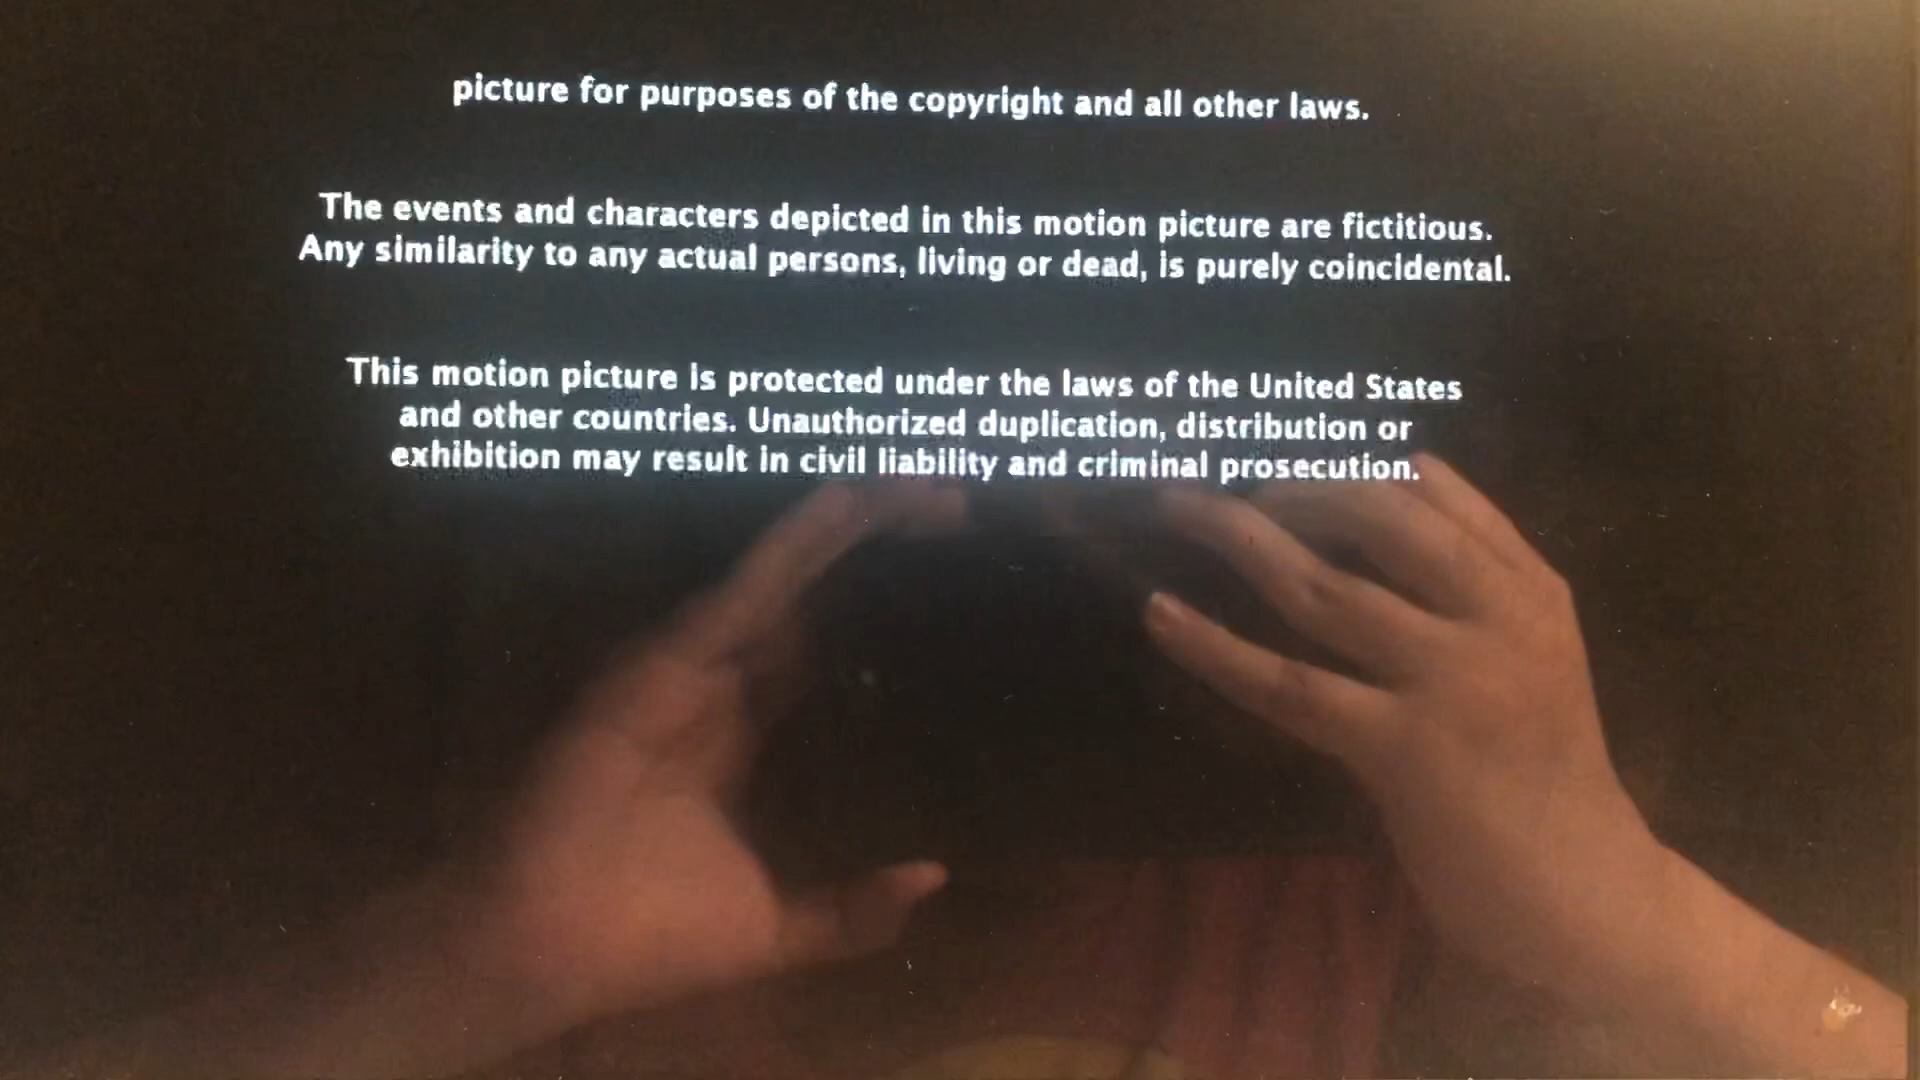 picture for purposes of the copyright and all other laws.
The events and characters depicted in this motion picture are fictitious.
Any similarity to any actual persons, living or dead, is purely coincidental.
This motion picture is protected under the laws of the United States
and other countries. Unauthorized duplication, distribution or
exhibition may result in civil liability and criminal prosecution.